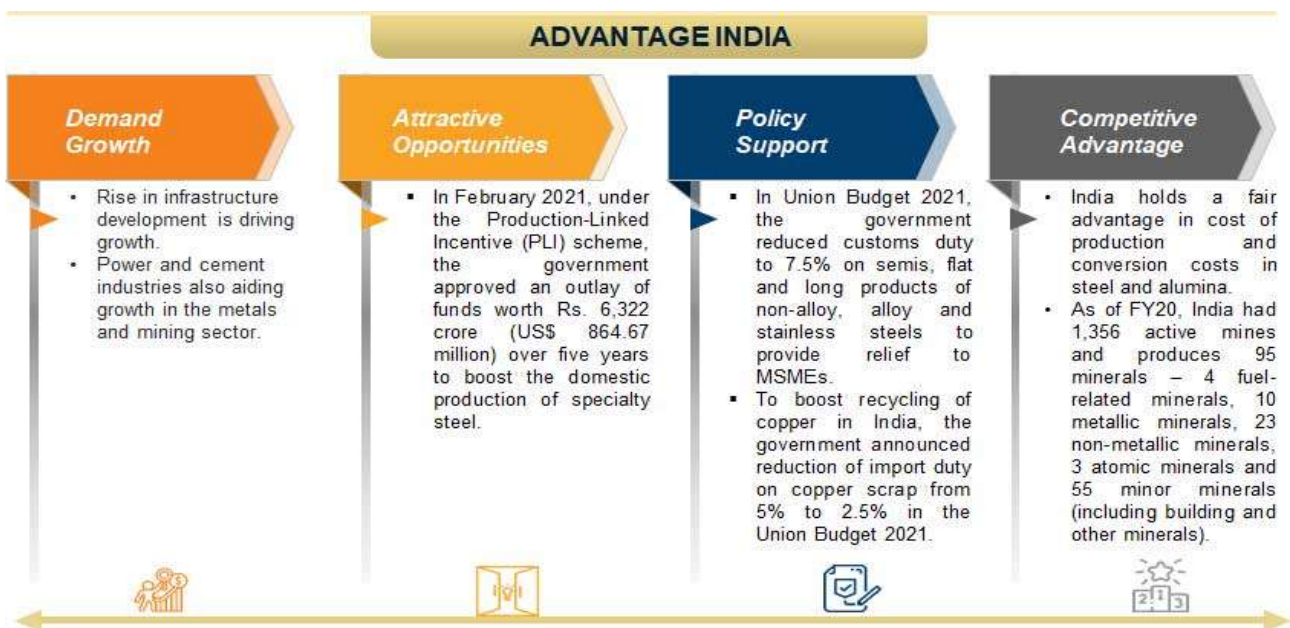 ADVANTAGE INDIA
Demand
Growth
• Rise in infrastructure
development is driving
growth.
• Power and cement
industries also aiding
growth in the metals
and mining sector.
Attractive
Opportunities
▪ In February 2021, under
the Production-Linked
Incentive (PLI) scheme,
the government
approved an outlay of
funds worth Rs. 6,322
crore (US$ 864.67
million) over five years
to boost the domestic
production of specialty
steel.
Policy
Support
▪ In Union Budget 2021,
the government
reduced customs duty
to 7.5% on semis, flat
and long products of
non-alloy, alloy and
stainless steels to
provide relief to
MSMEs.
▪ To boost recycling of
copper in India, the
government announced
reduction of import duty
on copper scrap from
5% to 2.5% in the
Union Budget 2021.
Competitive
Advantage
• India holds a fair
advantage in cost of
production and
conversion costs in
steel and alumina.
• As of FY20, India had
1,356 active mines
and produces 95
minerals – 4 fuel-
related minerals, 10
metallic minerals, 23
non-metallic minerals,
3 atomic minerals and
55 minor minerals
(including building and
other minerals).
2 1 3